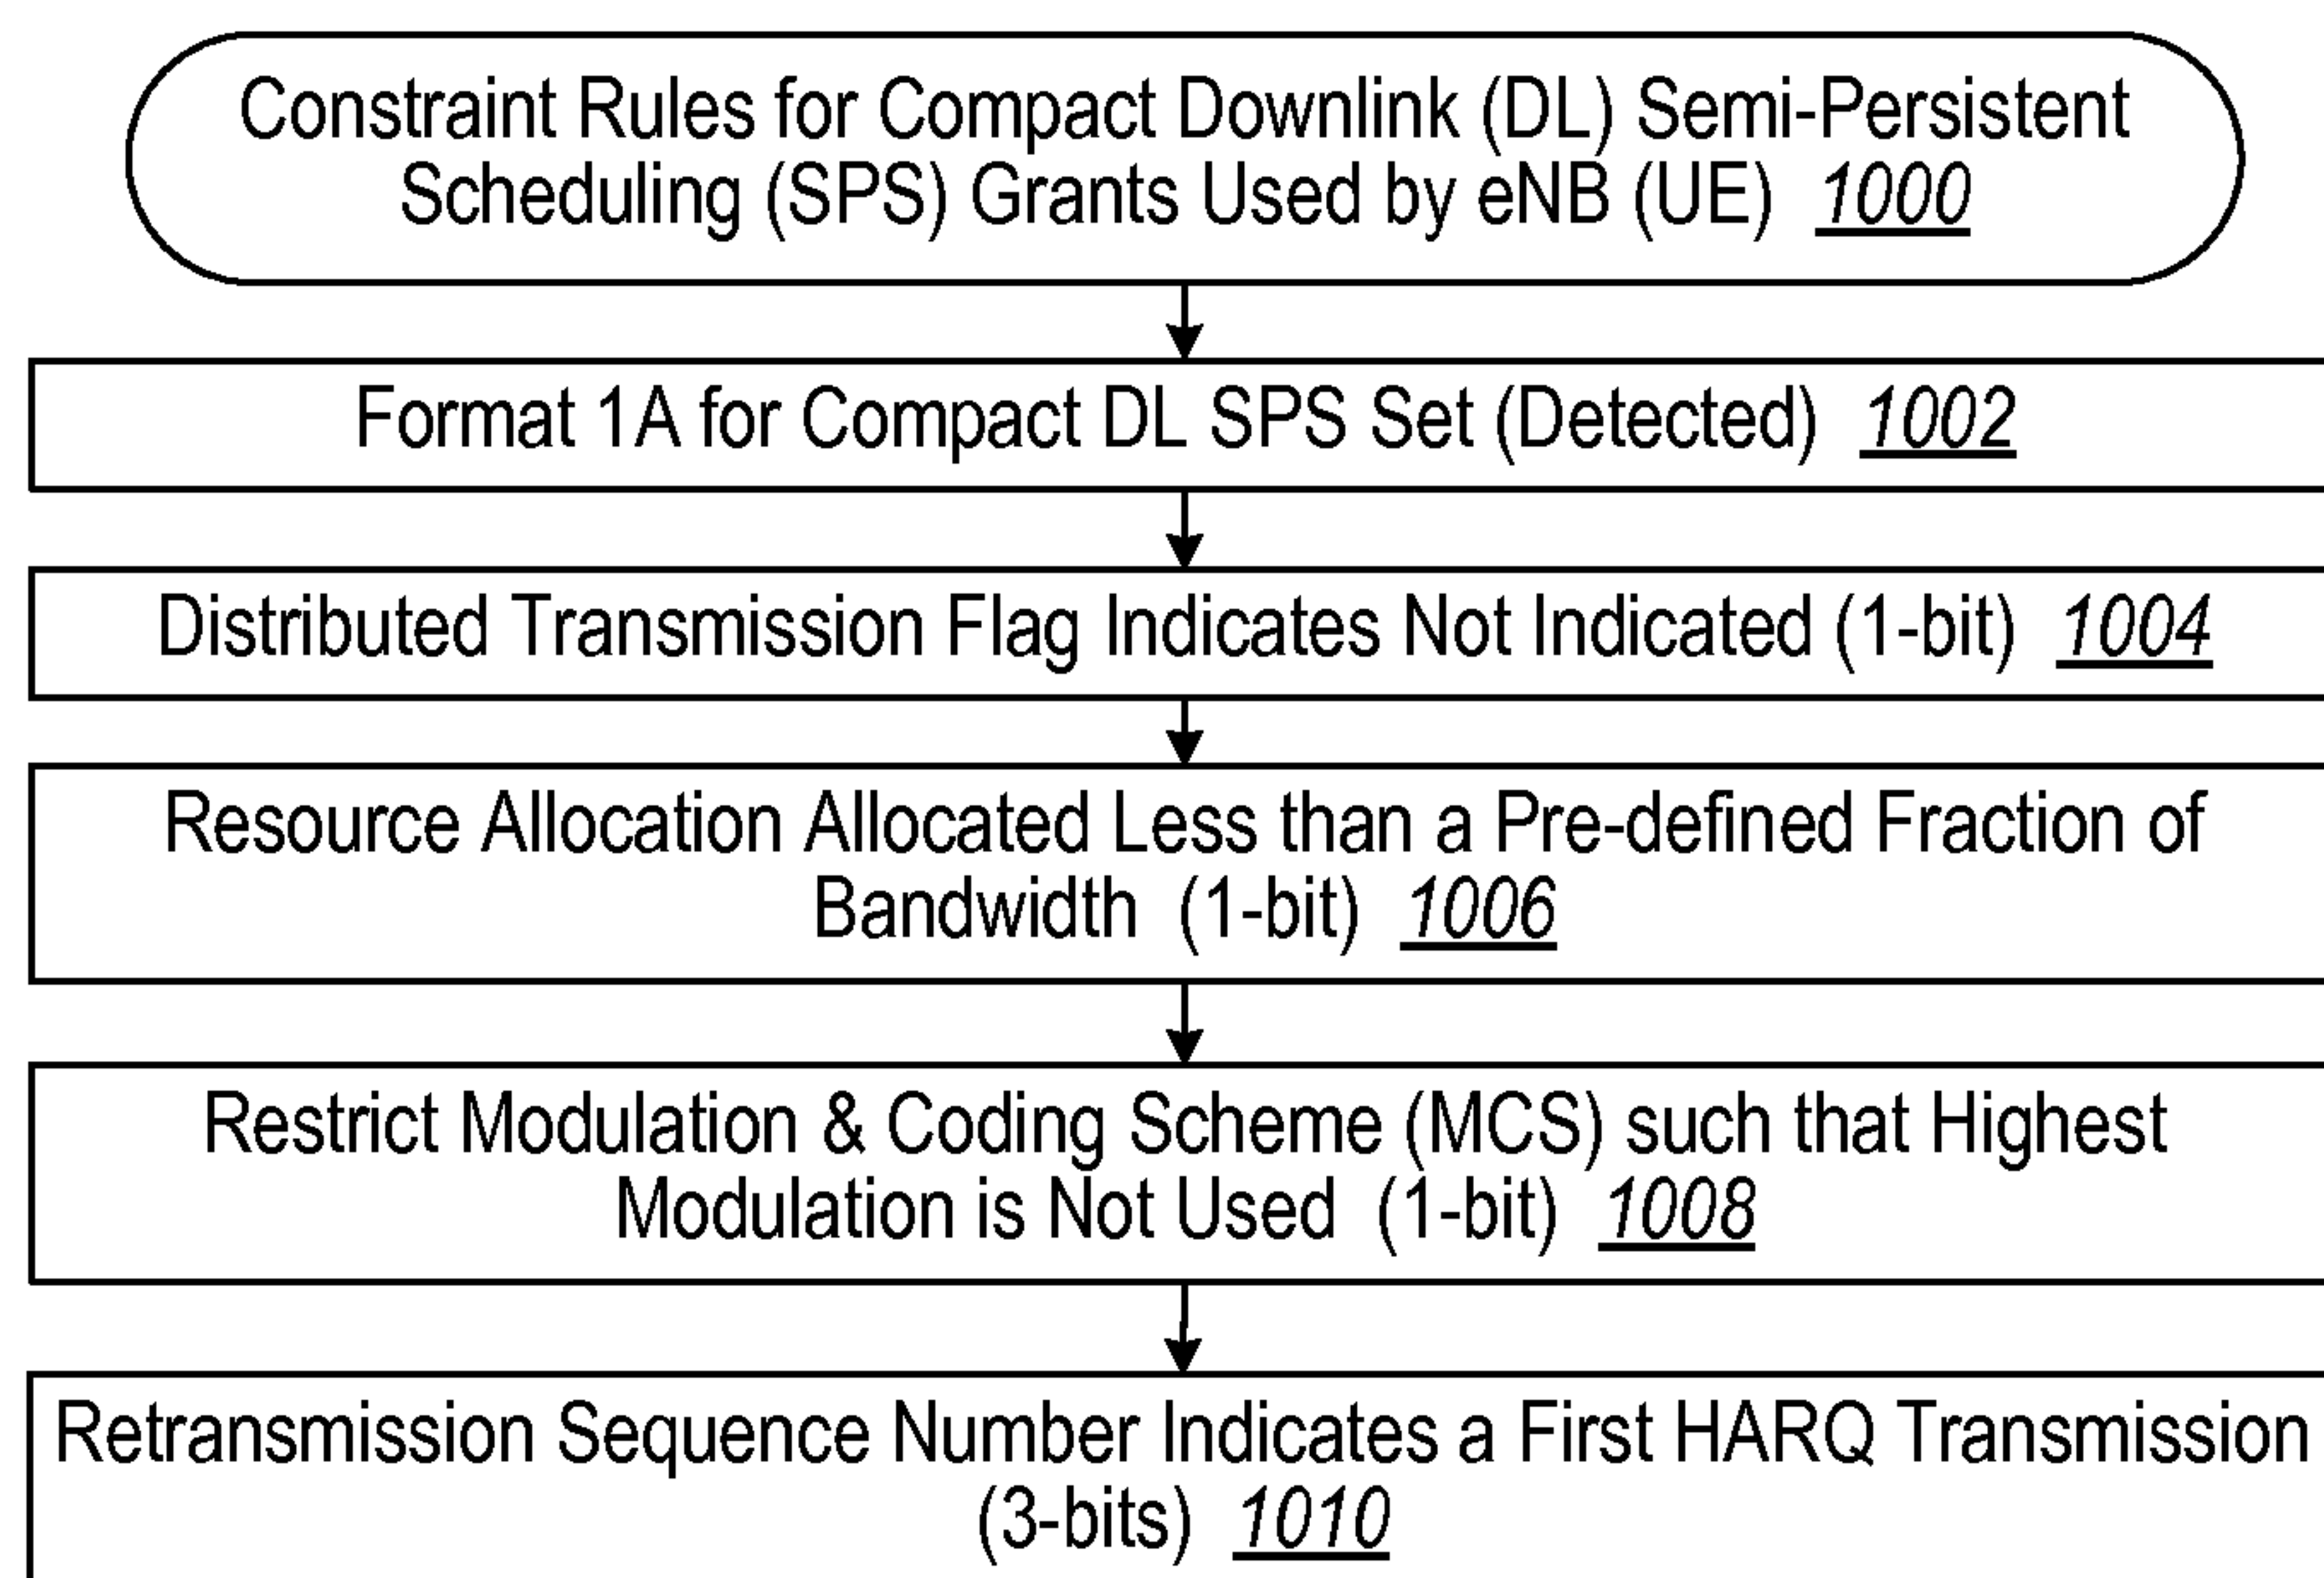 Constraint Rules for Compact Downlink (DL) Semi-Persistent
Scheduling (SPS) Grants Used by eNB (UE) 1000
Format 1A for Compact DL SPS Set (Detected) 1002
Distributed Transmission Flag Indicates Not Indicated (1-bit) 1004
Resource Allocation Allocated Less than a Pre-defined Fraction of
Bandwidth (1-bit) 1006
Restrict Modulation & Coding Scheme (MCS) such that Highest
Modulation is Not Used (1-bit) 1008
Retransmission Sequence Number Indicates a First HARQ Transmission
(3-bits) 1010